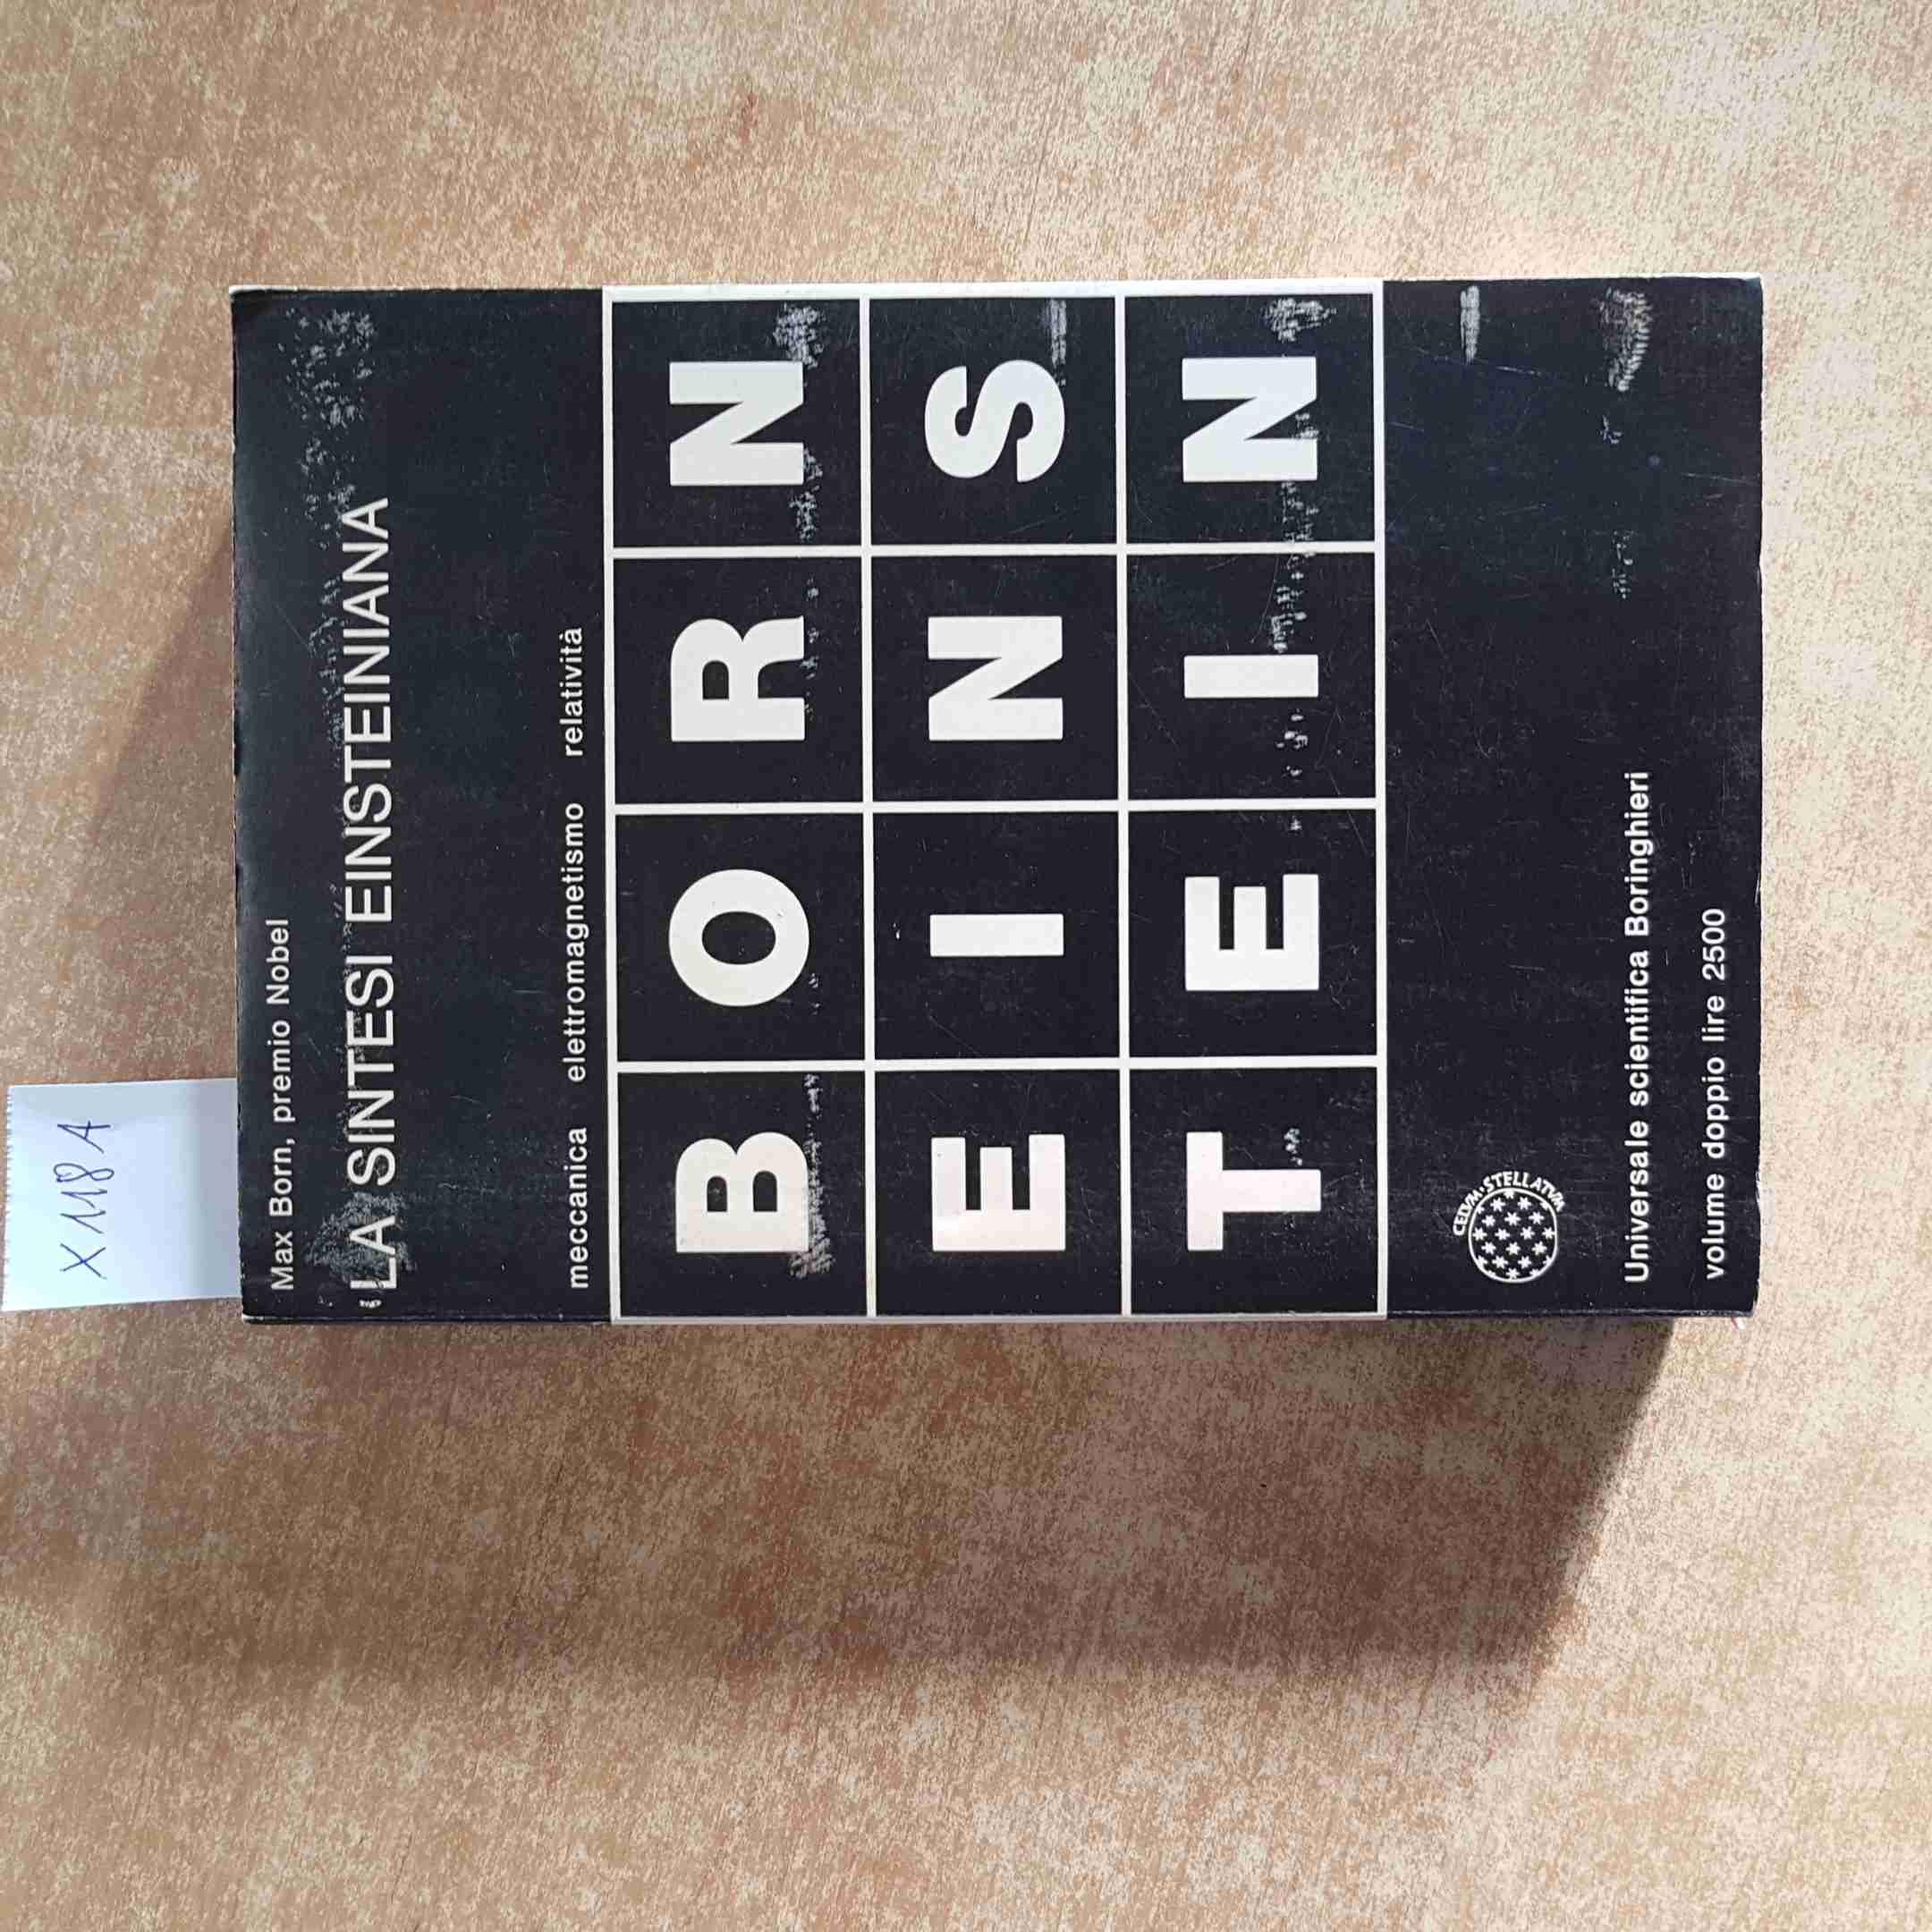 X118A
Max Born, premio Nobel
LA SINTESI EINSTEINIANA
meccanica elettromagnetismo relatività
BORN
EINS
TEIN
CELVM·STELLATVM
Universale scientifica Boringhieri
volume doppio lire 2500